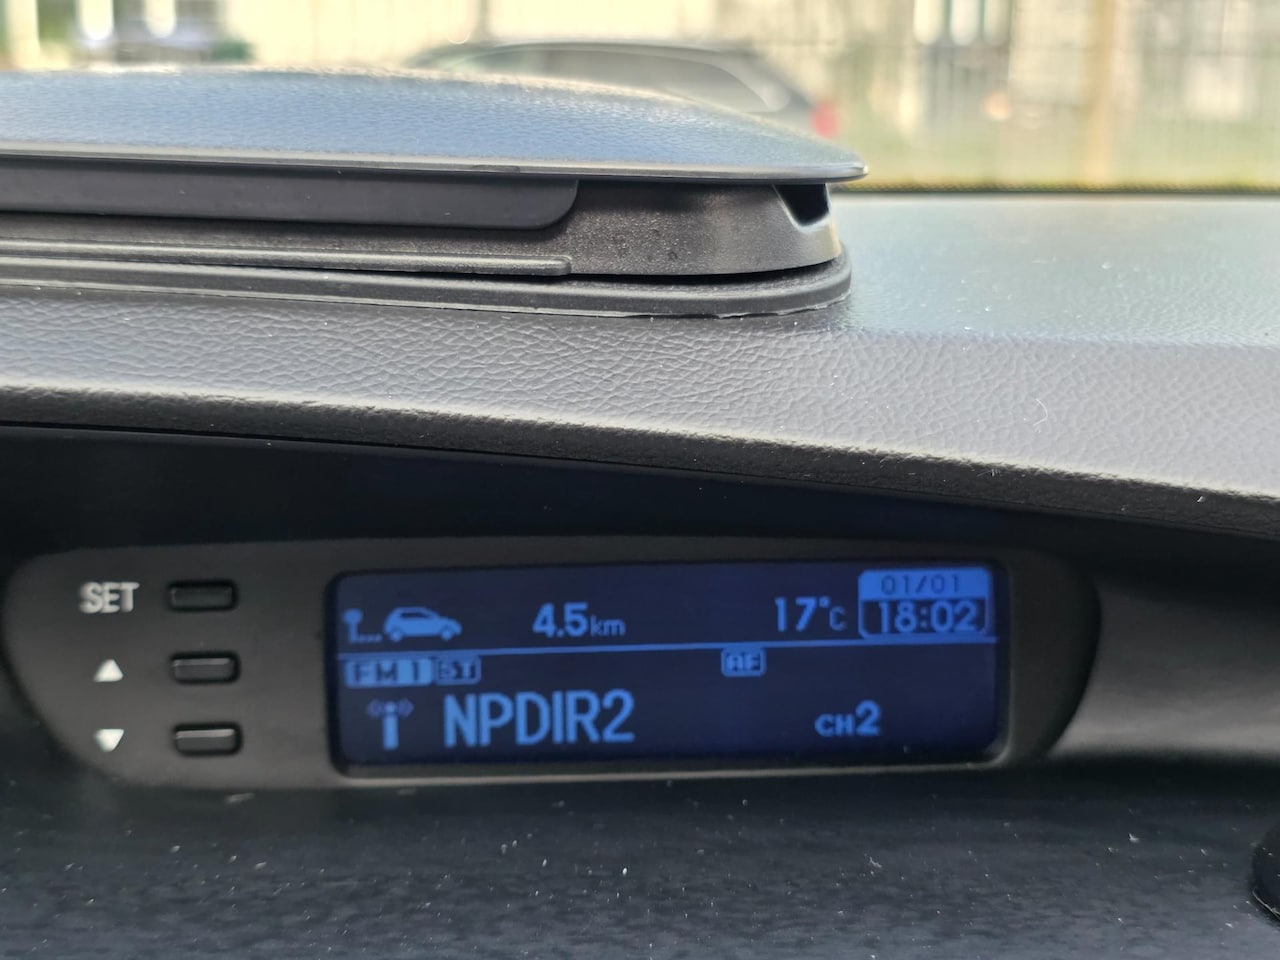 SET
4.5km 17°C 01/01
18:02
FM 1 ST AF
NPDIR2 CH2